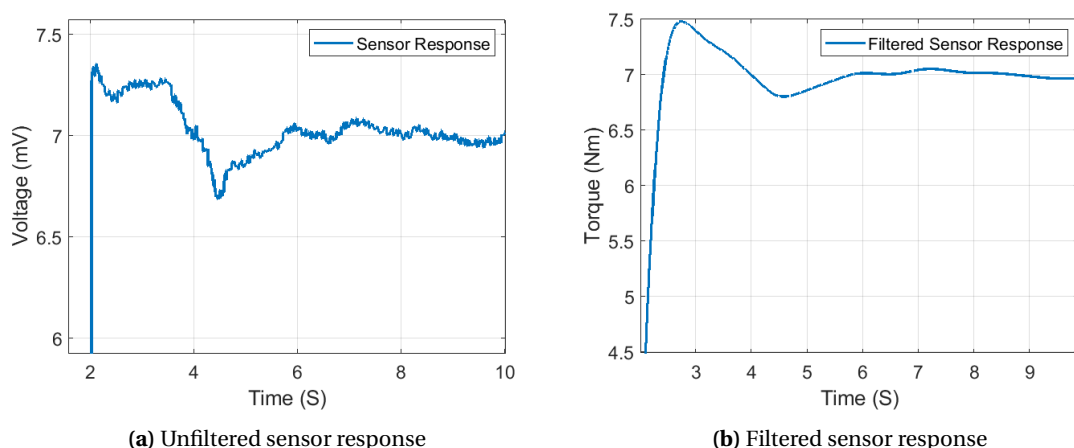 7.5
7
6.5
6
Voltage (mV)
Sensor Response
2
4
6
8
10
Time (S)
(a) Unfiltered sensor response
7.5
7
6.5
6
5.5
5
4.5
Torque (Nm)
Filtered Sensor Response
3
4
5
6
7
8
9
Time (S)
(b) Filtered sensor response